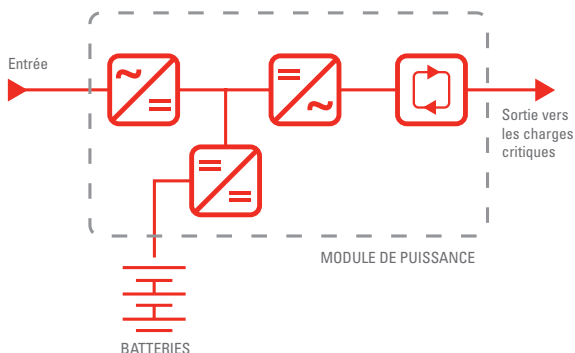 Entrée
Sortie vers
les charges
critiques
MODULE DE PUISSANCE
BATTERIES